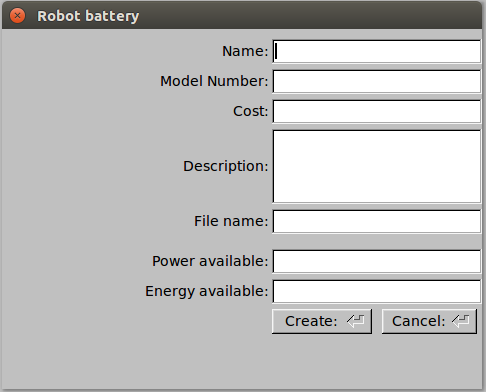 Robot battery
Name:
Model Number:
Cost:
Description:
File name:
Power available:
Energy available:
Create: Cancel: